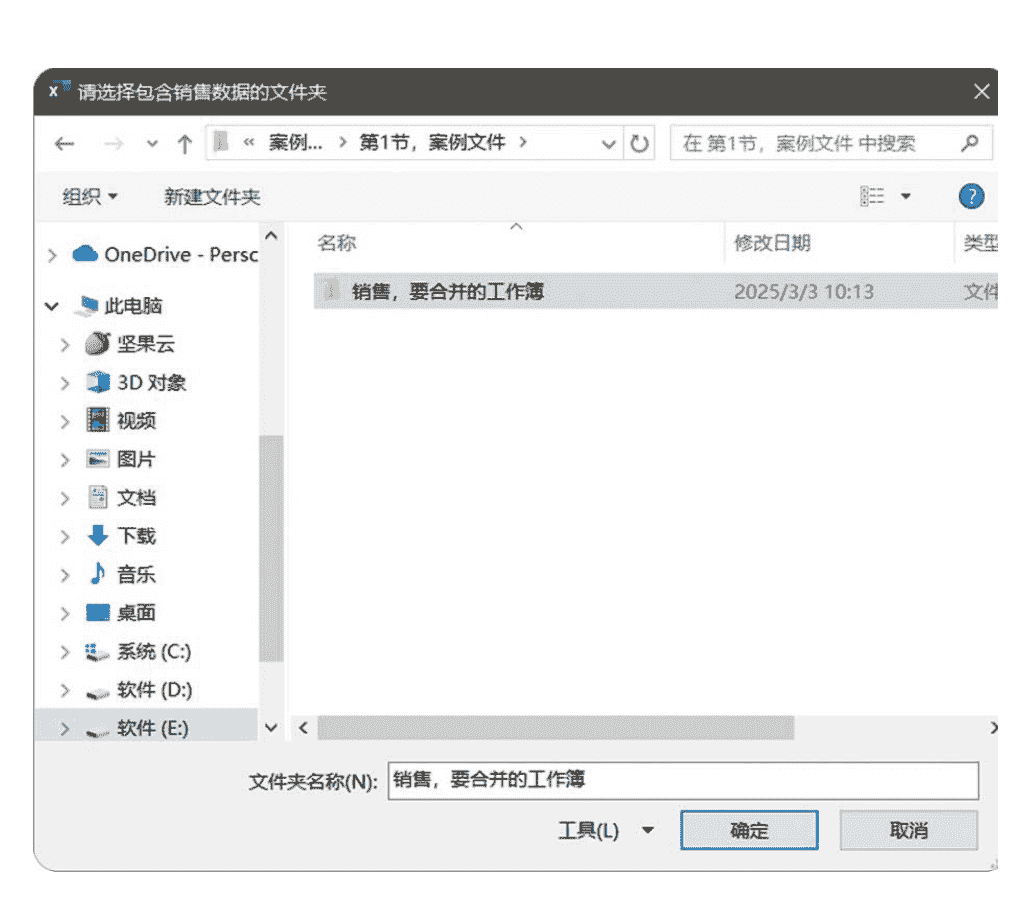 请选择包含销售数据的文件夹
« 案例... › 第1节，案例文件 ›
在 第1节，案例文件 中搜索
组织 新建文件夹
?
名称 修改日期 类型
销售，要合并的工作簿 2025/3/3 10:13 文件
OneDrive - Persc
此电脑
坚果云
3D 对象
视频
图片
文档
下载
音乐
桌面
系统 (C:)
软件 (D:)
软件 (E:)
文件夹名称(N): 销售，要合并的工作簿
工具(L) 确定 取消